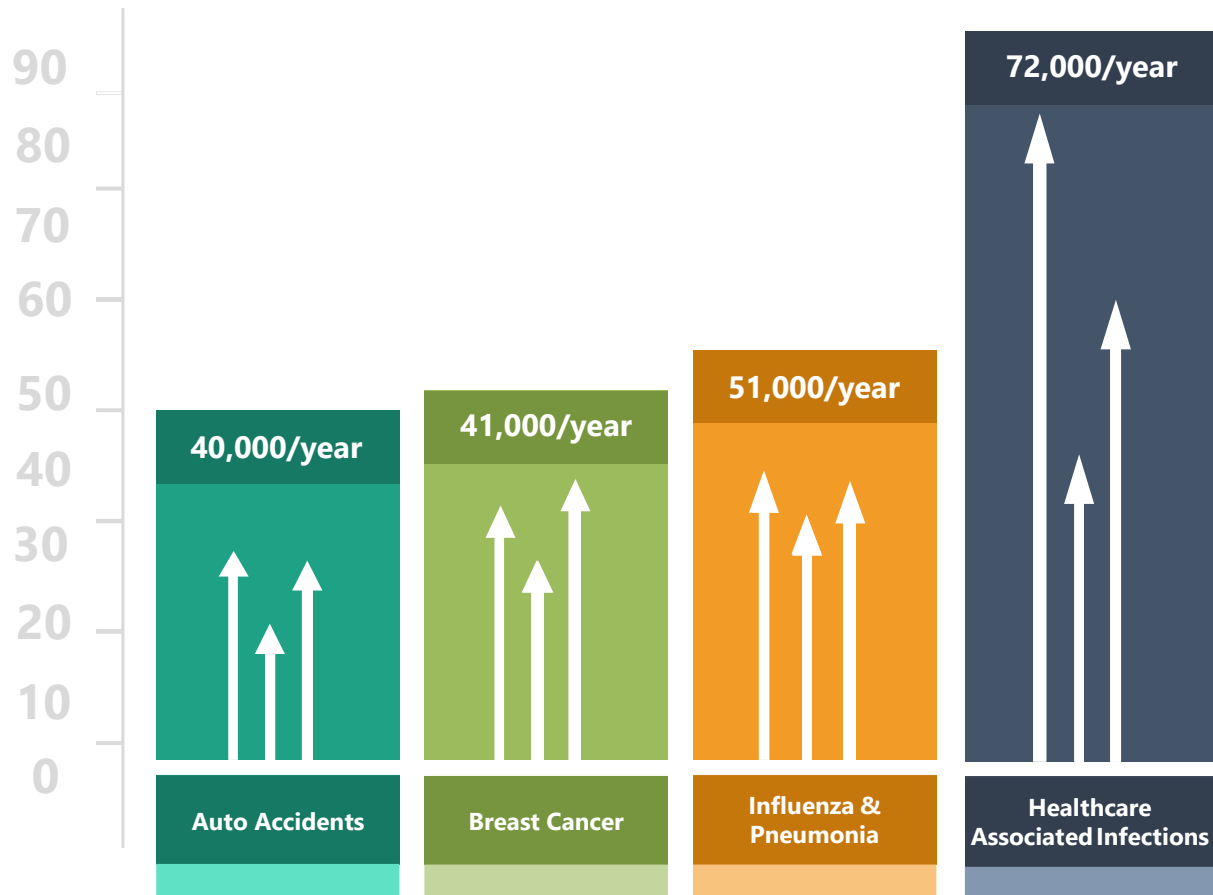 90
80
70
60
50
40
30
20
10
0
40,000/year
41,000/year
51,000/year
72,000/year
Auto Accidents
Breast Cancer
Influenza &
Pneumonia
Healthcare
Associated Infections